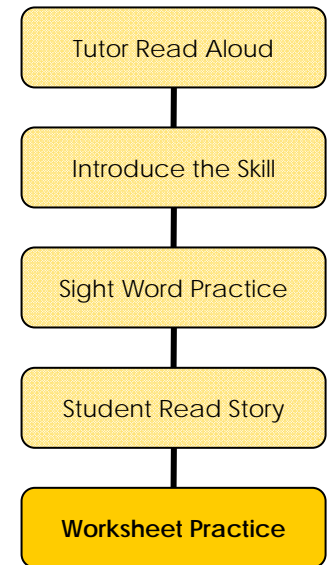 Tutor Read Aloud
Introduce the Skill
Sight Word Practice
Student Read Story
Worksheet Practice